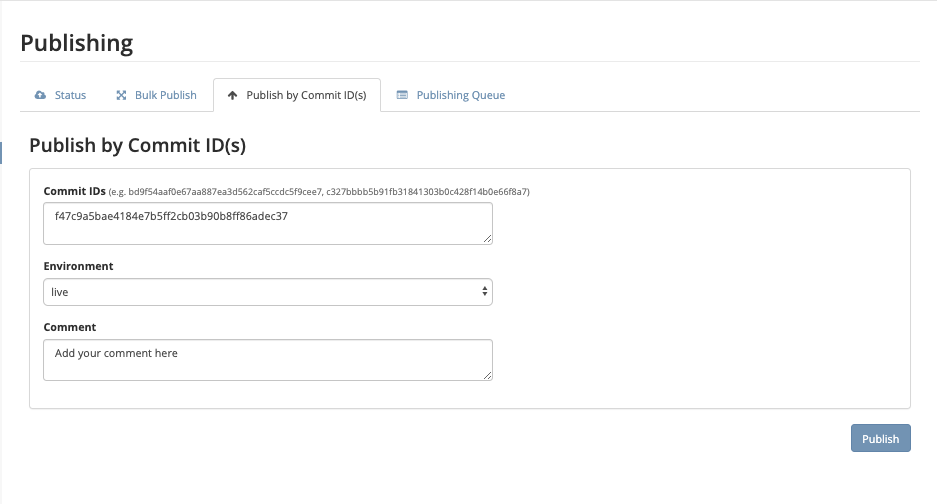 Publishing
Status Bulk Publish Publish by Commit ID(s) Publishing Queue
Publish by Commit ID(s)
Commit IDs (e.g. bd9f54aaf0e67aa887ea3d562caf5ccdc5f9cee7, c327bbbb5b91fb31841303b0c428f14b0e66f8a7)
f47c9a5bae4184e7b5ff2cb03b90b8ff86adec37
Environment
live
Comment
Add your comment here
Publish